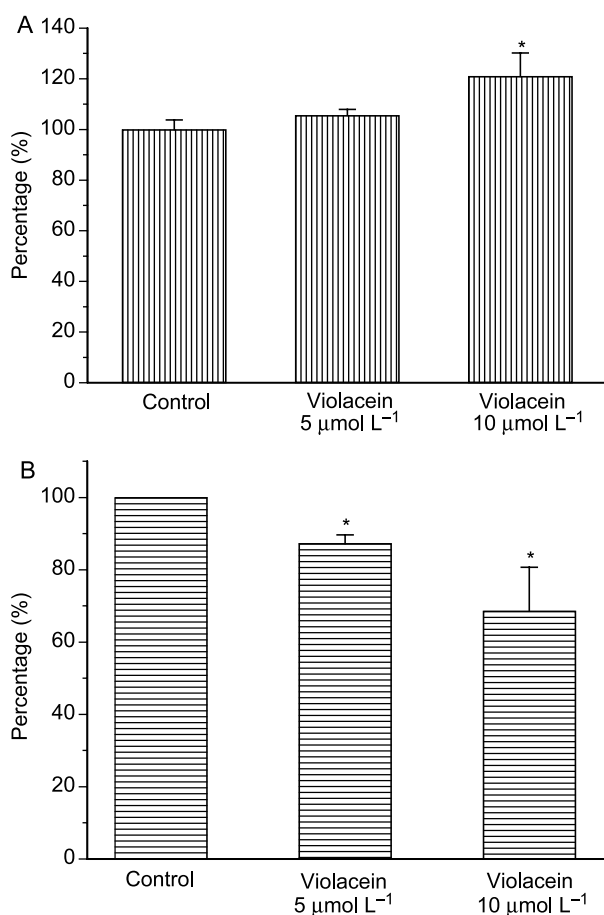 A
140
120
100
80
60
40
20
0
Percentage (%)
*
Control
Violacein
5 μmol L⁻¹
Violacein
10 μmol L⁻¹
B
100
80
60
40
20
0
Percentage (%)
*
*
Control
Violacein
5 μmol L⁻¹
Violacein
10 μmol L⁻¹